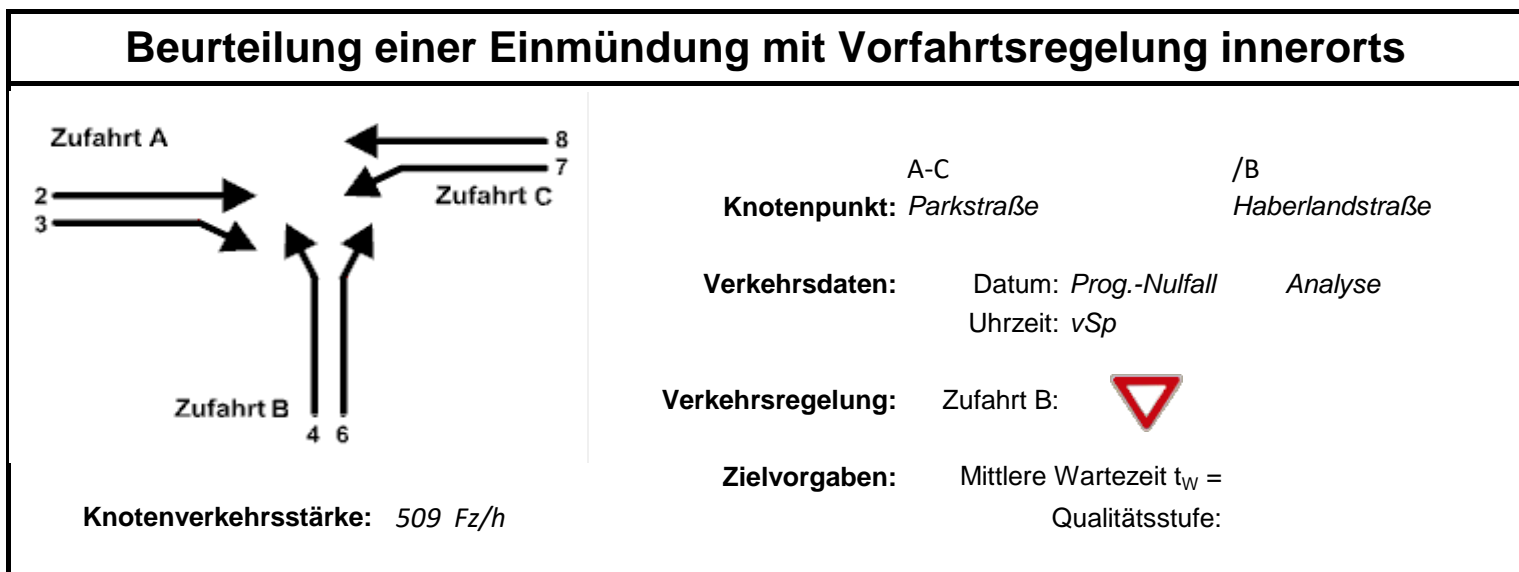 Beurteilung einer Einmündung mit Vorfahrtsregelung innerorts
Zufahrt A
8
7
2
Zufahrt C
3
Zufahrt B
4 6
Knotenverkehrsstärke: 509 Fz/h
A-C /B
Knotenpunkt: Parkstraße Haberlandstraße
Verkehrsdaten: Datum: Prog.-Nulfall Analyse
Uhrzeit: vSp
Verkehrsregelung: Zufahrt B:
Zielvorgaben: Mittlere Wartezeit tW =
Qualitätsstufe: